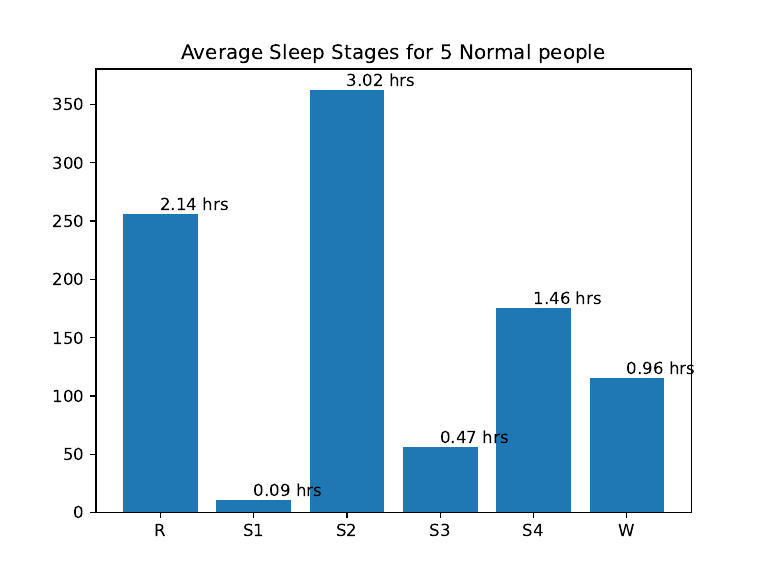 Average Sleep Stages for 5 Normal people
350
300
250
200
150
100
50
0
2.14 hrs
0.09 hrs
3.02 hrs
0.47 hrs
1.46 hrs
0.96 hrs
R S1 S2 S3 S4 W